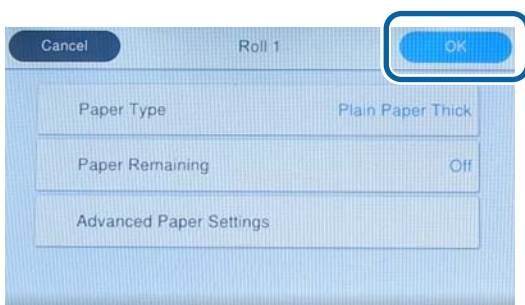 Cancel
Roll 1
OK
Paper Type
Plain Paper Thick
Paper Remaining
Off
Advanced Paper Settings